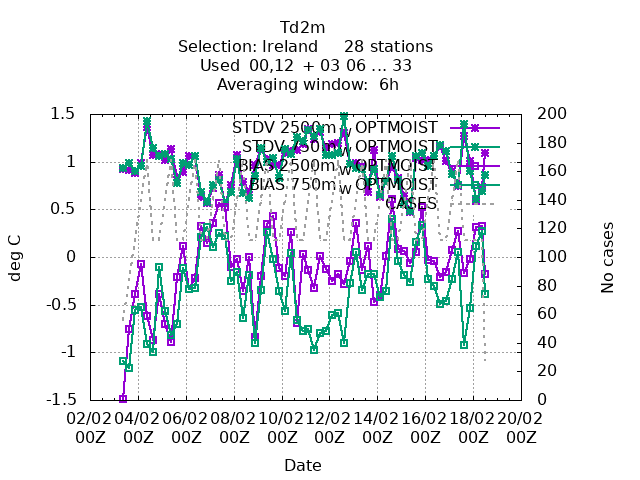 Td2m
Selection: Ireland 28 stations
Used 00,12 + 03 06 ... 33
Averaging window: 6h
STDV 2500m_w OPTMOIST
STDV 750m_w OPTMOIST
BIAS 2500m_w OPTMOIST
BIAS 750m_w OPTMOIST
CASES
1.5
1
0.5
0
-0.5
-1
-1.5
deg C
200
180
160
140
120
100
80
60
40
20
0
No cases
02/02 04/02 06/02 08/02 10/02 12/02 14/02 16/02 18/02 20/02
00Z 00Z 00Z 00Z 00Z 00Z 00Z 00Z 00Z 00Z
Date